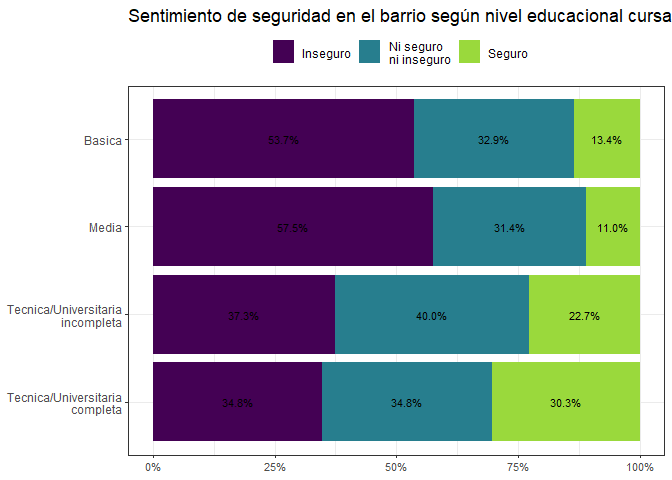 Sentimiento de seguridad en el barrio según nivel educacional cursa
Inseguro
Ni seguro
ni inseguro
Seguro
Basica
53.7%
32.9%
13.4%
Media
57.5%
31.4%
11.0%
Tecnica/Universitaria
incompleta
37.3%
40.0%
22.7%
Tecnica/Universitaria
completa
34.8%
34.8%
30.3%
0%
25%
50%
75%
100%